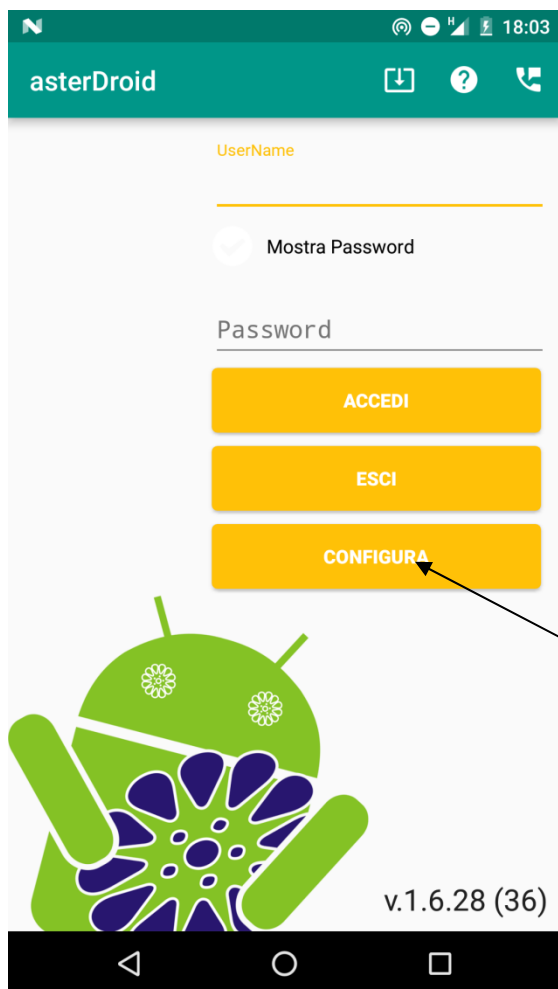 18:03
asterDroid
UserName
Mostra Password
Password
ACCEDI
ESCI
CONFIGURA
v.1.6.28 (36)